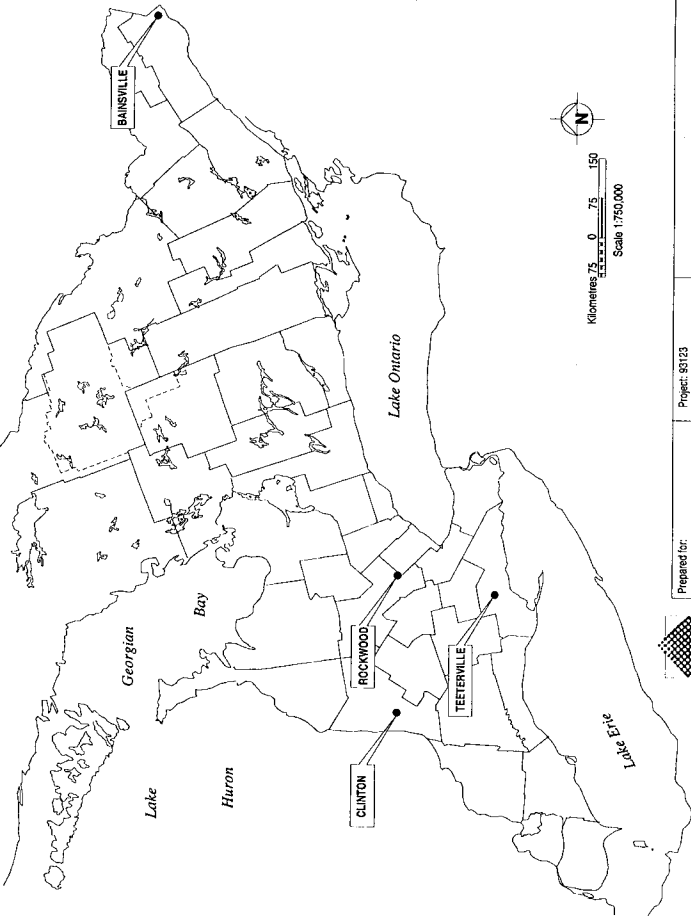 BAINSVILLE
Georgian
Bay
Lake
Huron
ROCKWOOD
CLINTON
TEETERVILLE
Lake Ontario
Lake Erie
N
Kilometres 75 0 75 150
Scale 1:750,000
Prepared for:
Project: 93123